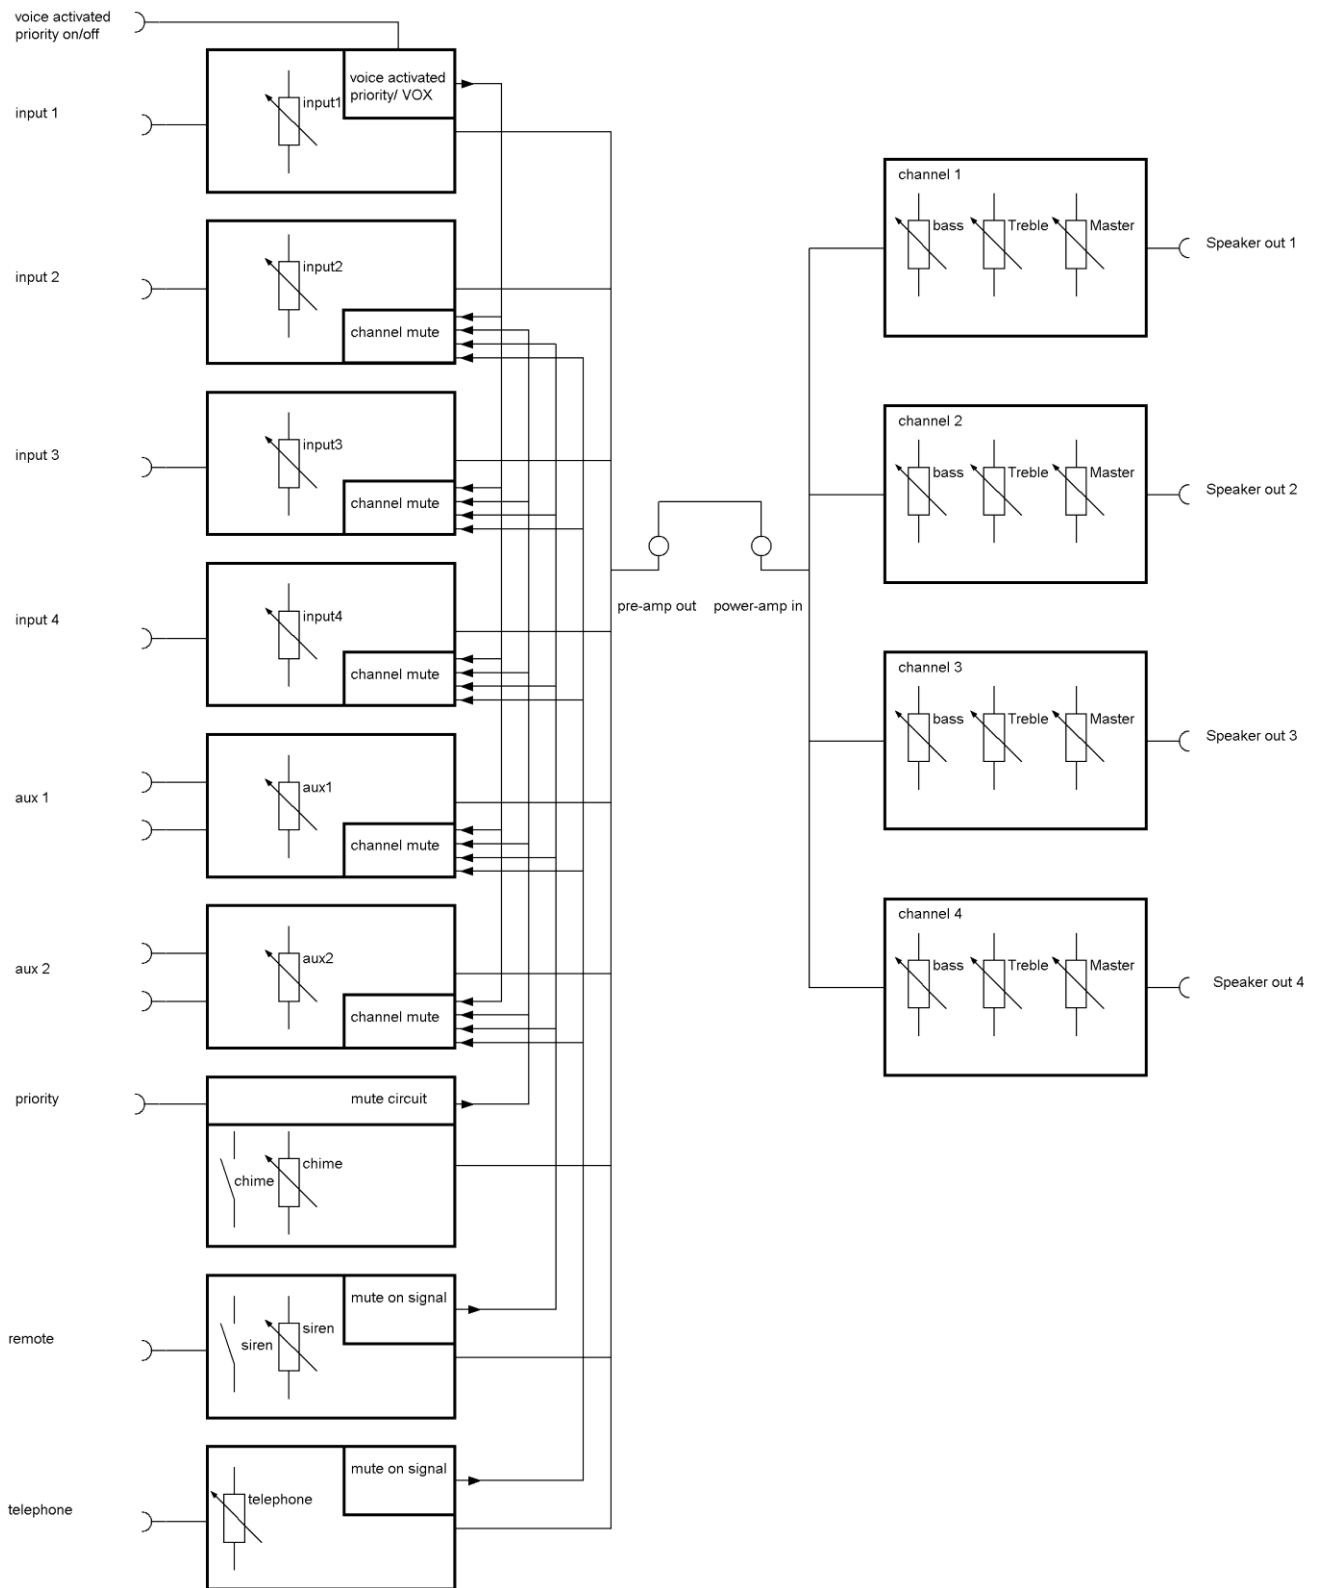 voice activated
priority on/off
voice activated
priority/ VOX
input1
input 1
input2
input 2
channel mute
input3
input 3
channel mute
input4
input 4
channel mute
aux1
aux 1
channel mute
aux2
aux 2
channel mute
priority
mute circuit
chime
chime
mute on signal
siren
siren
remote
mute on signal
telephone
telephone
pre-amp out
power-amp in
channel 1
bass
Treble
Master
Speaker out 1
channel 2
bass
Treble
Master
Speaker out 2
channel 3
bass
Treble
Master
Speaker out 3
channel 4
bass
Treble
Master
Speaker out 4